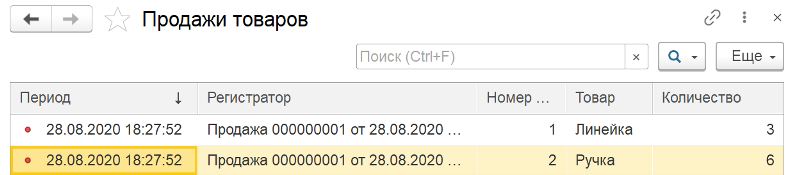 Продажи товаров
Поиск (Ctrl+F) × Еще
Период ↓ Регистратор Номер ... Товар Количество
28.08.2020 18:27:52 Продажа 000000001 от 28.08.2020 ... 1 Линейка 3
28.08.2020 18:27:52 Продажа 000000001 от 28.08.2020 ... 2 Ручка 6